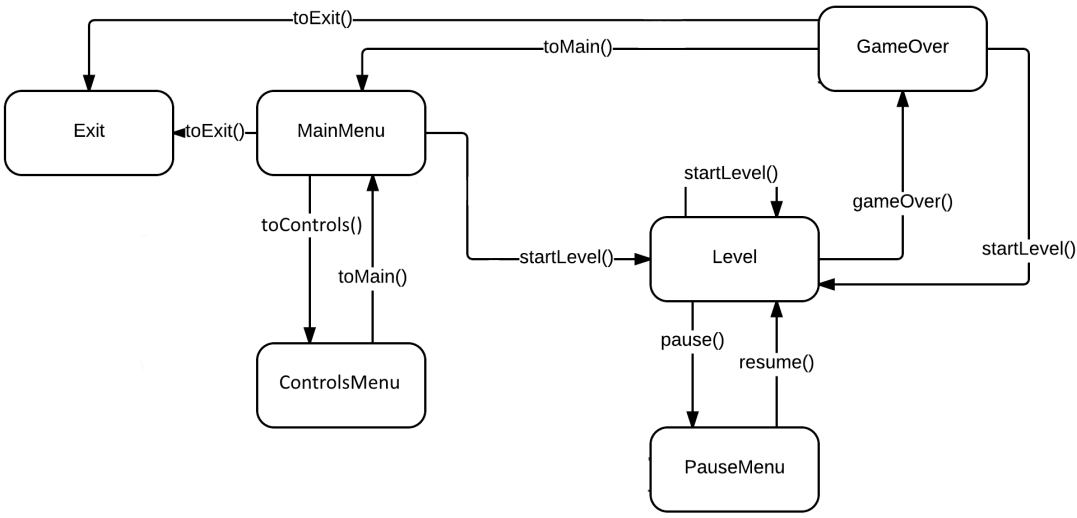 toExit()
GameOver
toMain()
Exit
toExit()
MainMenu
startLevel()
gameOver()
toControls()
startLevel()
Level
startLevel()
toMain()
pause()
resume()
ControlsMenu
PauseMenu